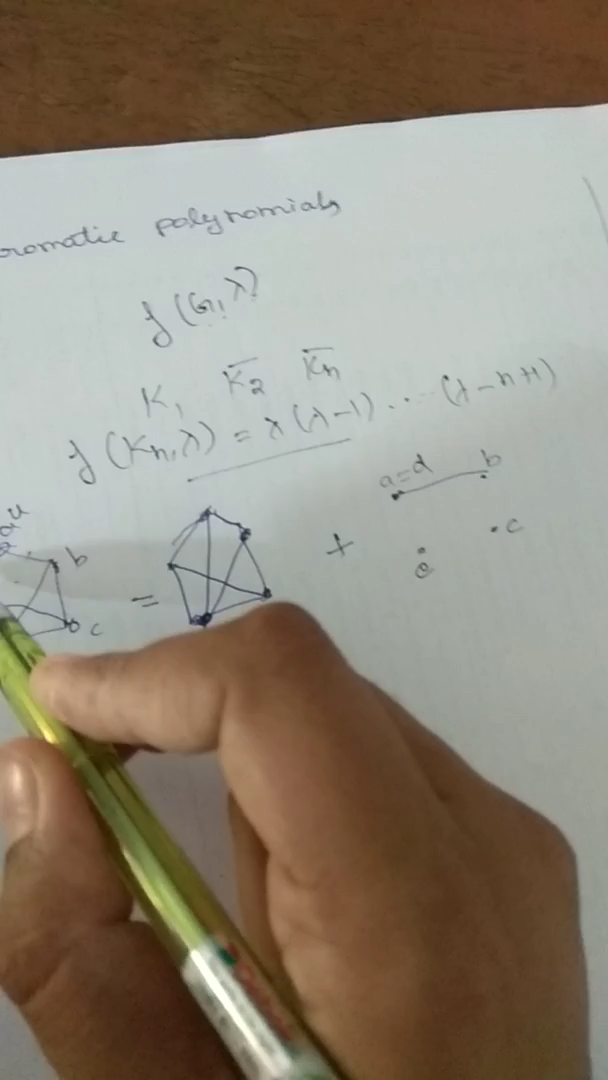 romatic polynomials
f(G, λ)
K₁ K̅₂ K̅n
f(Kn, λ) = λ(λ-1)....(λ-n+1)
a=d b
a b = + c
e
c